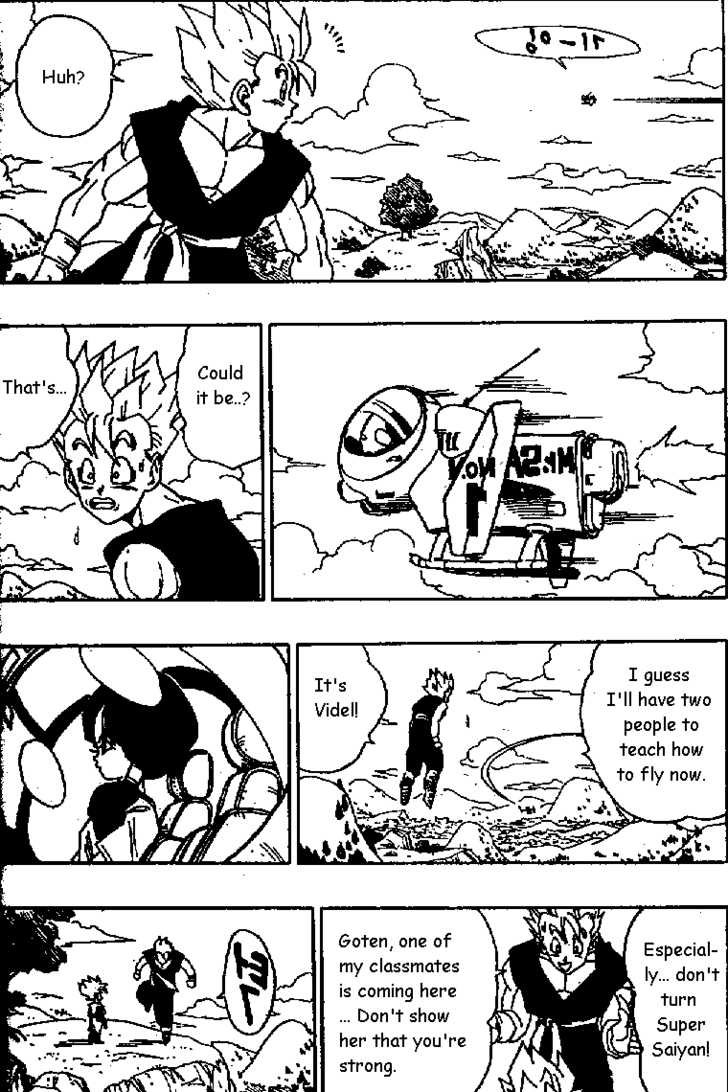 Huh?
That's...
Could
it be..?
It's
Videl!
I guess
I'll have two
people to
teach how
to fly now.
Goten, one of
my classmates
is coming here
... Don't show
her that you're
strong.
Especial-
ly... don't
turn
Super
Saiyan!